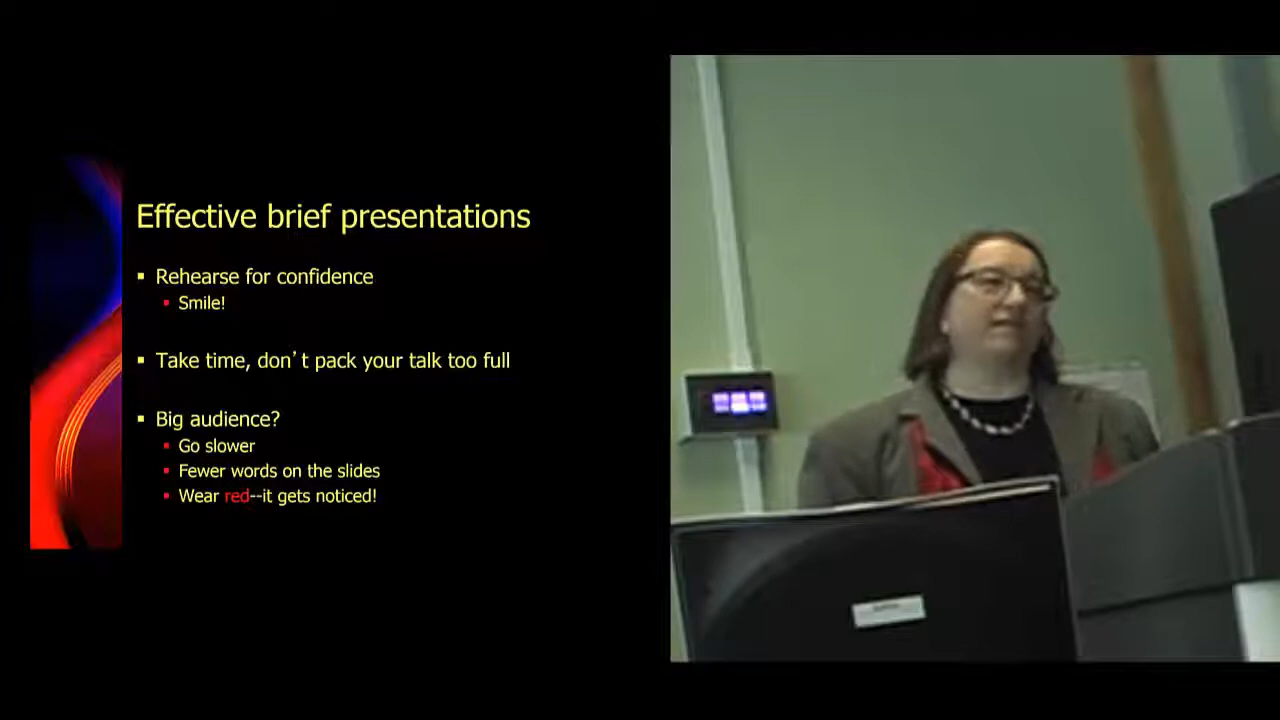 Effective brief presentations
Rehearse for confidence
Smile!
Take time, don't pack your talk too full
Big audience?
Go slower
Fewer words on the slides
Wear red--it gets noticed!